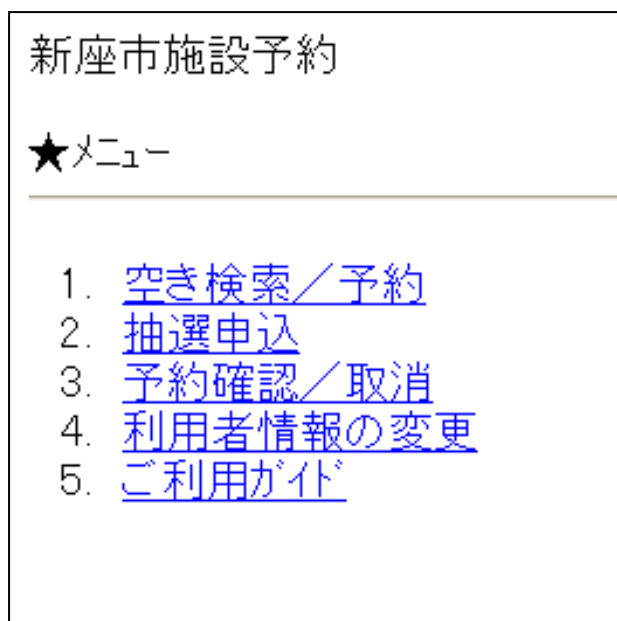 新座市施設予約
★ﾒﾆｭｰ
1. 空き検索／予約
2. 抽選申込
3. 予約確認／取消
4. 利用者情報の変更
5. ご利用ｶﾞｲﾄﾞ